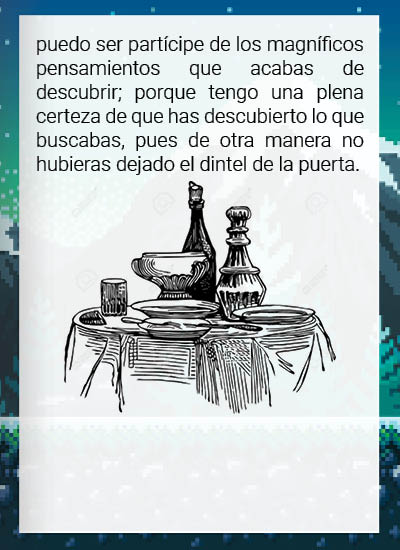 puedo ser partícipe de los magníficos
pensamientos que acabas de
descubrir; porque tengo una plena
certeza de que has descubierto lo que
buscabas, pues de otra manera no
hubieras dejado el dintel de la puerta.